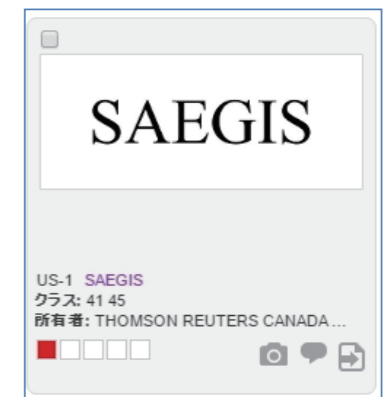 SAEGIS
US-1 SAEGIS
クラス: 41 45
所有者: THOMSON REUTERS CANADA ...